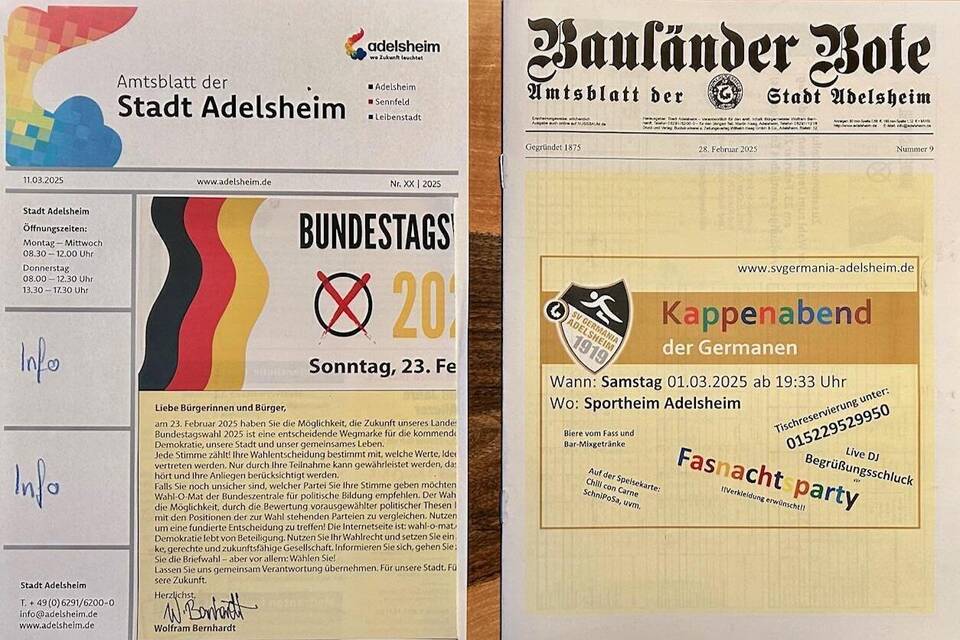 adelsheim
wo Zukunft leuchtet
Amtsblatt der
Stadt Adelsheim
Adelsheim
Sennfeld
Leibenstadt
11.03.2025
www.adelsheim.de
Nr. XX | 2025
Stadt Adelsheim
Öffnungszeiten:
Montag – Mittwoch
08.30 – 12.00 Uhr
Donnerstag
08.00 – 12.30 Uhr
13.30 – 17.30 Uhr
Info
Info
Stadt Adelsheim
T. + 49 (0) 6291/6200-0
info@adelsheim.de
www.adelsheim.de
BUNDESTAGS
202
Sonntag, 23. Fe
Liebe Bürgerinnen und Bürger,
am 23. Februar 2025 haben Sie die Möglichkeit, die Zukunft unseres Landes
Bundestagswahl 2025 ist eine entscheidende Wegmarke für die kommende
Demokratie, unsere Stadt und unser gemeinsames Leben.
Jede Stimme zählt! Ihre Wahlentscheidung bestimmt mit, welche Werte, Idee
vertreten werden. Nur durch Ihre Teilnahme kann gewährleistet werden, da
hört und Ihre Anliegen berücksichtigt werden.
Falls Sie noch unsicher sind, welcher Partei Sie Ihre Stimme geben möchten
Wahl-O-Mat der Bundeszentrale für politische Bildung empfehlen. Der Wah
die Möglichkeit, durch die Bewertung vorausgewählter politischer Thesen I
mit den Positionen der zur Wahl stehenden Parteien zu vergleichen. Nutzen
um eine fundierte Entscheidung zu treffen! Die Internetseite ist: wahl-o-mat.
Demokratie lebt von Beteiligung. Nutzen Sie Ihr Wahlrecht und setzen Sie ein
ke, gerechte und zukunftsfähige Gesellschaft. Informieren Sie sich, gehen Sie
Sie die Briefwahl – aber vor allem: Wählen Sie!
Lassen Sie uns gemeinsam Verantwortung übernehmen. Für unsere Stadt. Fü
sere Zukunft.
Herzlichst,
W. Bernhardt
Wolfram Bernhardt
Bauländer Bote
Amtsblatt der Stadt Adelsheim
Gegründet 1875
28. Februar 2025
Nummer 9
www.svgermania-adelsheim.de
SV GERMANIA
ADELSHEIM
1919
Kappenabend
der Germanen
Wann: Samstag 01.03.2025 ab 19:33 Uhr
Wo: Sportheim Adelsheim
Tischreservierung unter:
015229529950
Biere vom Fass und
Bar-Mixgetränke
Live DJ
Begrüßungsschluck
Auf der Speisekarte:
Chili con Carne
SchniPoSa, uvm.
Fasnachtsparty
!!Verkleidung erwünscht!!